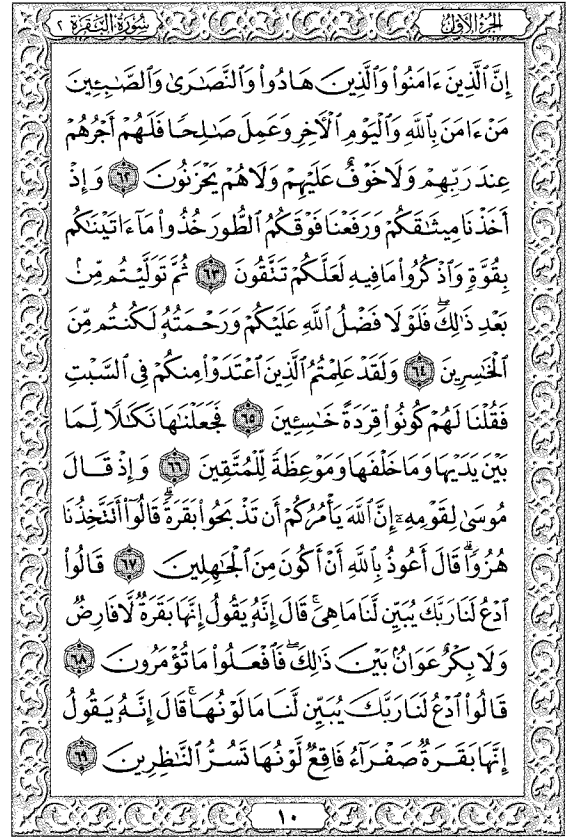 الجزء الأول
سورة البقرة ٢
إِنَّ ٱلَّذِينَ ءَامَنُوا۟ وَٱلَّذِينَ هَادُوا۟ وَٱلنَّصَٰرَىٰ وَٱلصَّٰبِـِٔينَ
مَنْ ءَامَنَ بِٱللَّهِ وَٱلْيَوْمِ ٱلْـَٔاخِرِ وَعَمِلَ صَٰلِحًا فَلَهُمْ أَجْرُهُمْ
عِندَ رَبِّهِمْ وَلَا خَوْفٌ عَلَيْهِمْ وَلَا هُمْ يَحْزَنُونَ ٦٢ وَإِذْ
أَخَذْنَا مِيثَٰقَكُمْ وَرَفَعْنَا فَوْقَكُمُ ٱلطُّورَ خُذُوا۟ مَآ ءَاتَيْنَٰكُم
بِقُوَّةٍ وَٱذْكُرُوا۟ مَا فِيهِ لَعَلَّكُمْ تَتَّقُونَ ٦٣ ثُمَّ تَوَلَّيْتُم مِّنۢ
بَعْدِ ذَٰلِكَ ۖ فَلَوْلَا فَضْلُ ٱللَّهِ عَلَيْكُمْ وَرَحْمَتُهُۥ لَكُنتُم مِّنَ
ٱلْخَٰسِرِينَ ٦٤ وَلَقَدْ عَلِمْتُمُ ٱلَّذِينَ ٱعْتَدَوْا۟ مِنكُمْ فِى ٱلسَّبْتِ
فَقُلْنَا لَهُمْ كُونُوا۟ قِرَدَةً خَٰسِـِٔينَ ٦٥ فَجَعَلْنَٰهَا نَكَٰلًا لِّمَا
بَيْنَ يَدَيْهَا وَمَا خَلْفَهَا وَمَوْعِظَةً لِّلْمُتَّقِينَ ٦٦ وَإِذْ قَالَ
مُوسَىٰ لِقَوْمِهِۦٓ إِنَّ ٱللَّهَ يَأْمُرُكُمْ أَن تَذْبَحُوا۟ بَقَرَةً ۖ قَالُوٓا۟ أَتَتَّخِذُنَا
هُزُوًا ۖ قَالَ أَعُوذُ بِٱللَّهِ أَنْ أَكُونَ مِنَ ٱلْجَٰهِلِينَ ٦٧ قَالُوا۟
ٱدْعُ لَنَا رَبَّكَ يُبَيِّن لَّنَا مَا هِىَ ۚ قَالَ إِنَّهُۥ يَقُولُ إِنَّهَا بَقَرَةٌ لَّا فَارِضٌ
وَلَا بِكْرٌ عَوَانٌۢ بَيْنَ ذَٰلِكَ ۖ فَٱفْعَلُوا۟ مَا تُؤْمَرُونَ ٦٨
قَالُوا۟ ٱدْعُ لَنَا رَبَّكَ يُبَيِّن لَّنَا مَا لَوْنُهَا ۚ قَالَ إِنَّهُۥ يَقُولُ
إِنَّهَا بَقَرَةٌ صَفْرَآءُ فَاقِعٌ لَّوْنُهَا تَسُرُّ ٱلنَّٰظِرِينَ ٦٩
١٠